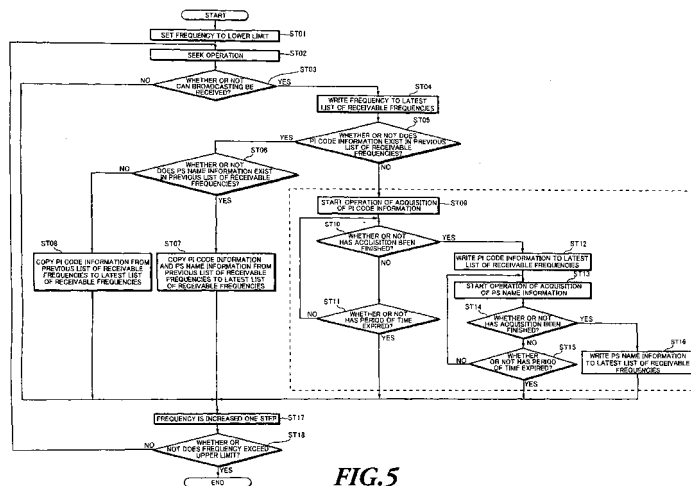 START
SET FREQUENCY TO LOWER LIMIT
ST01
SEEK OPERATION
ST02
WHETHER OR NOT
CAN BROMOCASTING BE
RECEIVED?
ST03
NO
YES
WRITE FREQUENCY TO LATEST
LIST OF RECEIVABLE FREQUENCIES
ST04
WHETHER OR NOT DOES
PI CODE INFORMATION EXIST IN PREVIOUS
LIST OF RECEIVABLE
FREQUENCIES?
ST05
YES
NO
WHETHER OR NOT
DOES PS NAME INFORMATION EXIST
IN PREVIOUS LIST OF RECEIVABLE
FREQUENCIES?
ST06
NO
YES
START OPERATION OF ACQUISITION
OF PI CODE INFORMATION
ST09
ST08
COPY PI CODE INFORMATION FROM
PREVIOUS LIST OF RECEIVABLE
FREQUENCIES TO LATEST LIST
OF RECEIVABLE FREQUENCIES
ST07
COPY PI CODE INFORMATION
AND PS NAME INFORMATION FROM
PREVIOUS LIST OF RECEIVABLE
FREQUENCIES TO LATEST LIST OF
RECEIVABLE FREQUENCIES
ST10
WHETHER OR NOT
HAS ACQUISITION BEEN
FINISHED?
YES
NO
ST12
WRITE PI CODE INFORMATION TO LATEST
LIST OF RECEIVABLE FREQUENCIES
ST13
START OPERATION OF ACQUISITION
OF PS NAME INFORMATION
ST11
WHETHER OR NOT
HAS PERIOD OF TIME
EXPIRED?
NO
YES
ST14
WHETHER OR NOT
HAS ACQUISITION BEEN
FINISHED?
YES
NO
ST15
WHETHER
OR NOT HAS PERIOD
OF TIME EXPIRED?
NO
YES
ST16
WRITE PS NAME INFORMATION
TO LATEST LIST OF RECEIVABLE
FREQUENCIES
FREQUENCY IS INCREASED ONE STEP
ST17
WHETHER OR
NOT DOES FREQUENCY EXCEED
UPPER LIMIT?
ST18
NO
YES
END
FIG.5